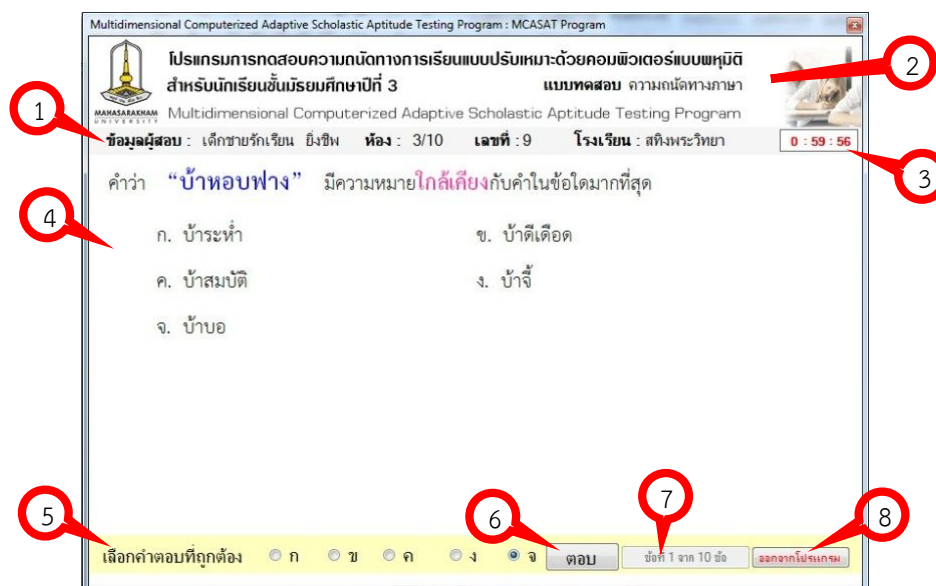 Multidimensional Computerized Adaptive Scholastic Aptitude Testing Program : MCASAT Program
โปรแกรมการทดสอบความถนัดทางการเรียนแบบปรับเหมาะด้วยคอมพิวเตอร์แบบพหุมิติ
สำหรับนักเรียนชั้นมัธยมศึกษาปีที่ 3 แบบทดสอบ ความถนัดทางภาษา
2
1
MAHASARAKHAM
UNIVERSITY
Multidimensional Computerized Adaptive Scholastic Aptitude Testing Program
ข้อมูลผู้สอบ : เด็กชายรักเรียน ยิ่งชีพ ห้อง : 3/10 เลขที่ : 9 โรงเรียน : สทิงพระวิทยา 0 : 59 : 56
3
คำว่า “บ้าหอบฟาง” มีความหมายใกล้เคียงกับคำในข้อใดมากที่สุด
4
ก. บ้าระห่ำ ข. บ้าดีเดือด
ค. บ้าสมบัติ ง. บ้าจี้
จ. บ้าบอ
5
6
7
8
เลือกคำตอบที่ถูกต้อง ก ข ค ง จ ตอบ ข้อที่ 1 จาก 10 ข้อ ออกจากโปรแกรม